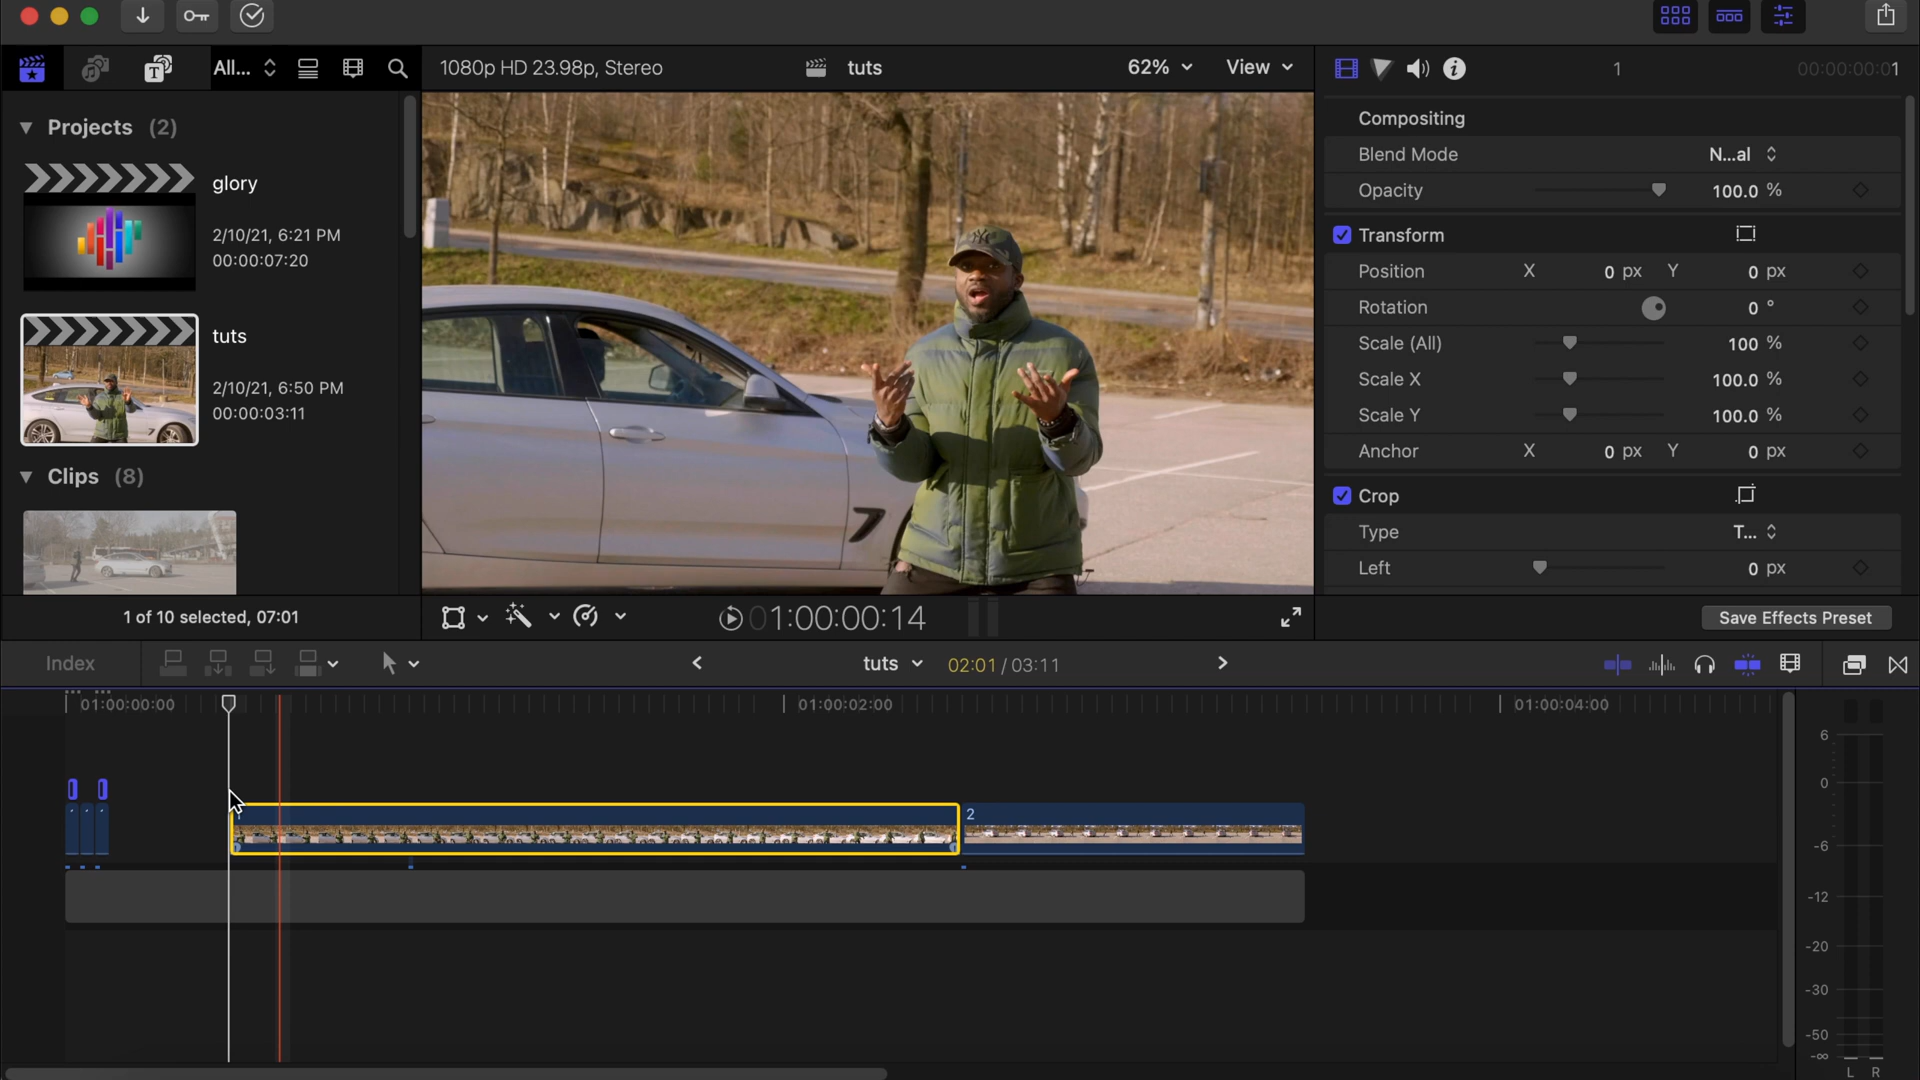 All...
1080p HD 23.98p, Stereo
tuts
62%
View
1
00:00:00:01
Projects (2)
glory
2/10/21, 6:21 PM
00:00:07:20
tuts
2/10/21, 6:50 PM
00:00:03:11
Clips (8)
1 of 10 selected, 07:01
01:00:00:14
Compositing
Blend Mode N...al
Opacity 100.0 %
Transform
Position X 0 px Y 0 px
Rotation 0 °
Scale (All) 100 %
Scale X 100.0 %
Scale Y 100.0 %
Anchor X 0 px Y 0 px
Crop
Type T...
Left 0 px
Save Effects Preset
Index
tuts
02:01 / 03:11
01:00:00:00
01:00:02:00
01:00:04:00
1
2
6
0
-6
-12
-20
-30
-50
-∞
L R